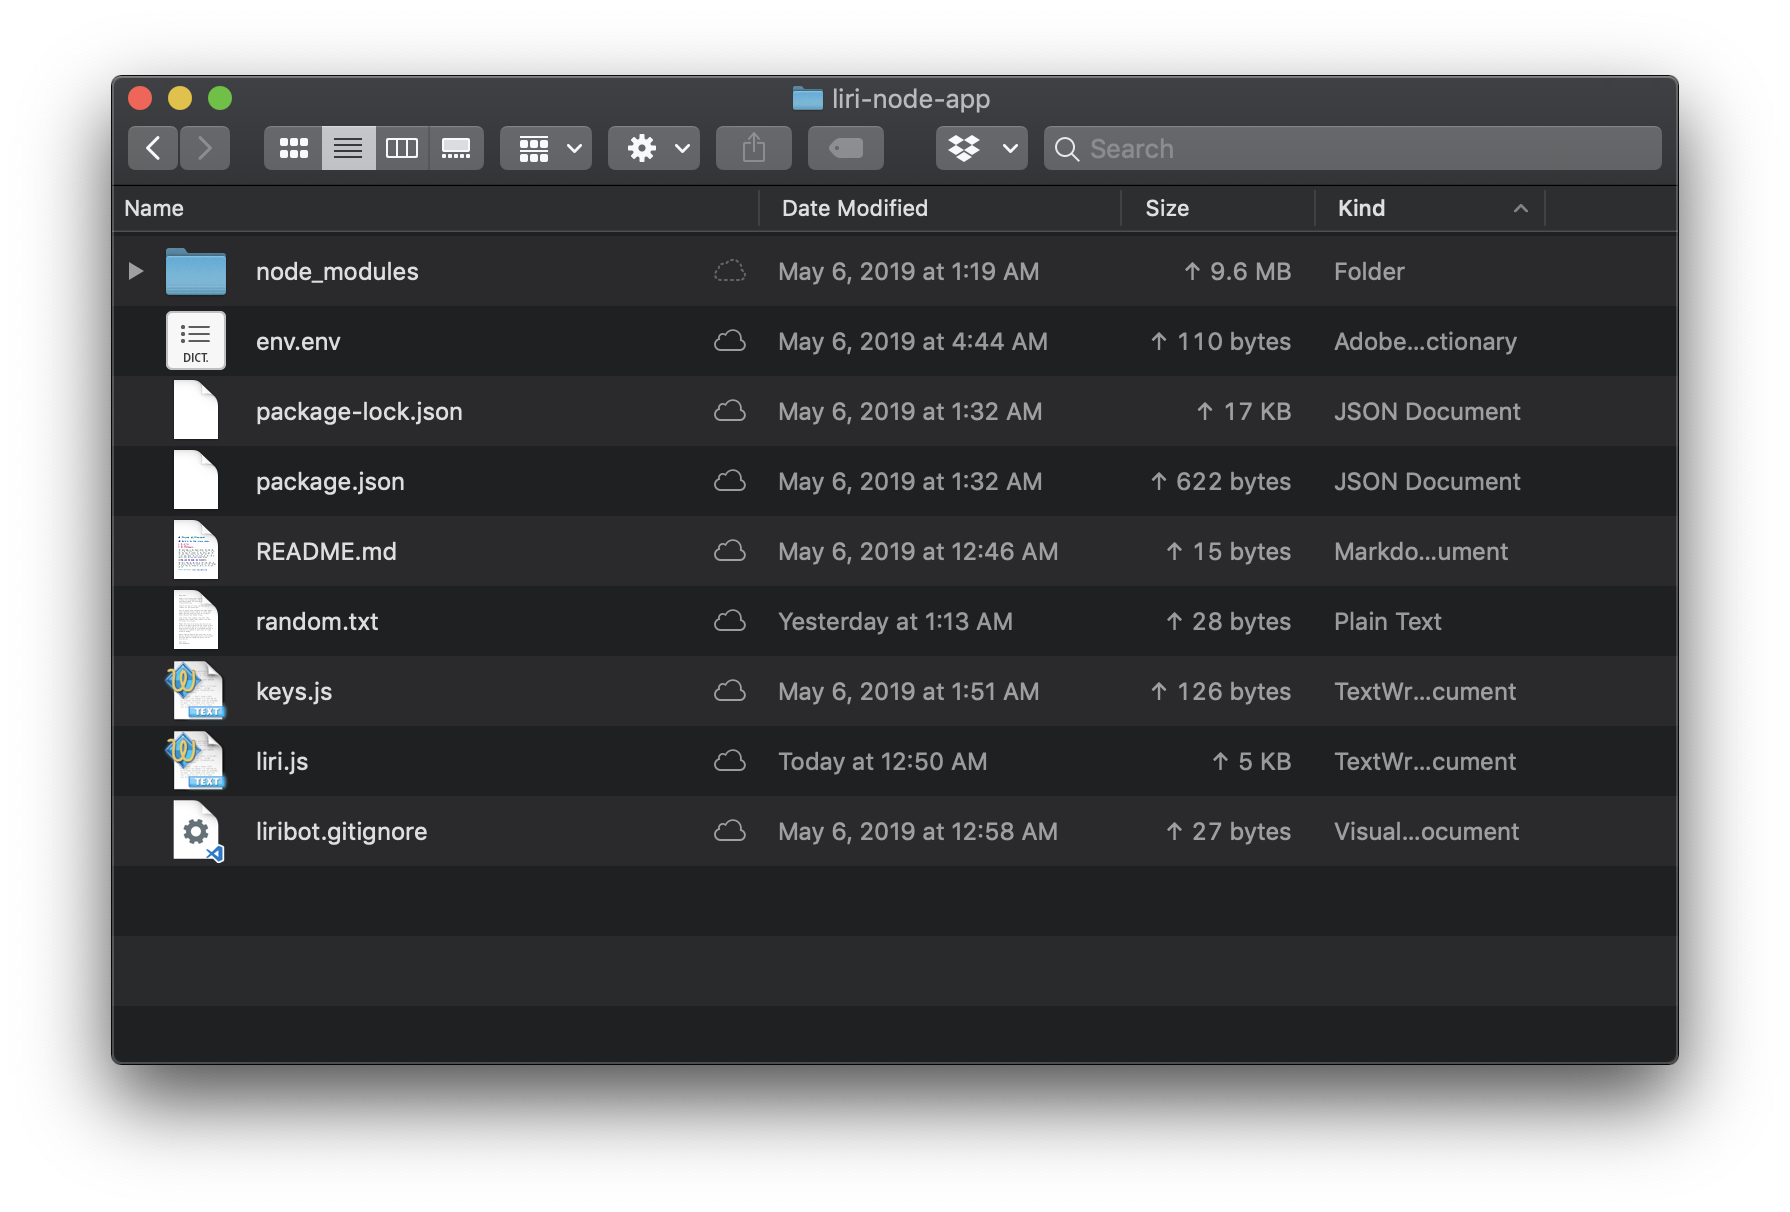 liri-node-app
Search
Name Date Modified Size Kind
node_modules May 6, 2019 at 1:19 AM ↑ 9.6 MB Folder
DICT.
env.env May 6, 2019 at 4:44 AM ↑ 110 bytes Adobe...ctionary
package-lock.json May 6, 2019 at 1:32 AM ↑ 17 KB JSON Document
package.json May 6, 2019 at 1:32 AM ↑ 622 bytes JSON Document
README.md May 6, 2019 at 12:46 AM ↑ 15 bytes Markdo...ument
random.txt Yesterday at 1:13 AM ↑ 28 bytes Plain Text
keys.js May 6, 2019 at 1:51 AM ↑ 126 bytes TextWr...cument
TEXT
liri.js Today at 12:50 AM ↑ 5 KB TextWr...cument
TEXT
liribot.gitignore May 6, 2019 at 12:58 AM ↑ 27 bytes Visual...ocument